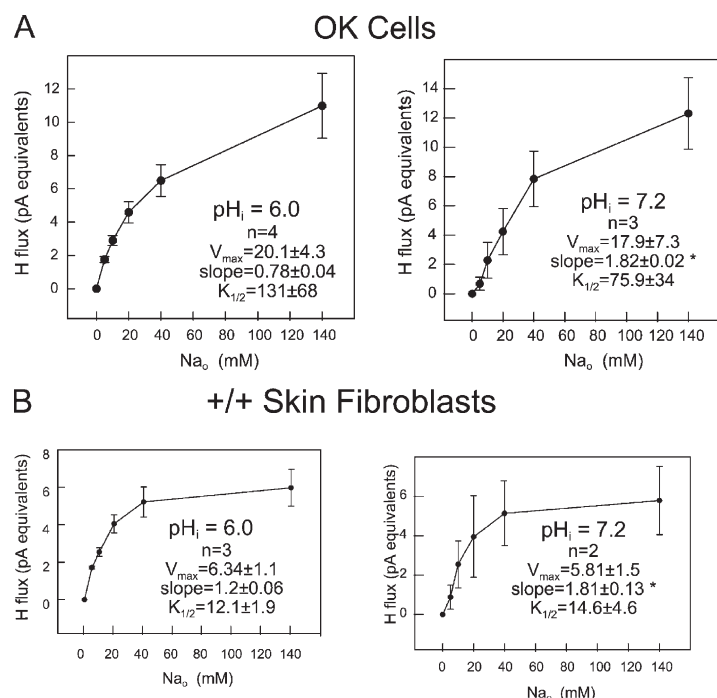 A
OK Cells
H flux (pA equivalents)
12
10
8
6
4
2
0
pHi = 6.0
n=4
Vmax=20.1±4.3
slope=0.78±0.04
K1/2=131±68
0 20 40 60 80 100 120 140
Nao (mM)
H flux (pA equivalents)
14
12
10
8
6
4
2
0
pHi = 7.2
n=3
Vmax=17.9±7.3
slope=1.82±0.02 *
K1/2=75.9±34
0 20 40 60 80 100 120 140
Nao (mM)
B
+/+ Skin Fibroblasts
H flux (pA equivalents)
8
6
4
2
0
pHi = 6.0
n=3
Vmax=6.34±1.1
slope=1.2±0.06
K1/2=12.1±1.9
0 20 40 60 80 100 120 140
Nao (mM)
H flux (pA equivalents)
6
4
2
0
pHi = 7.2
n=2
Vmax=5.81±1.5
slope=1.81±0.13 *
K1/2=14.6±4.6
0 20 40 60 80 100 120 140
Nao (mM)